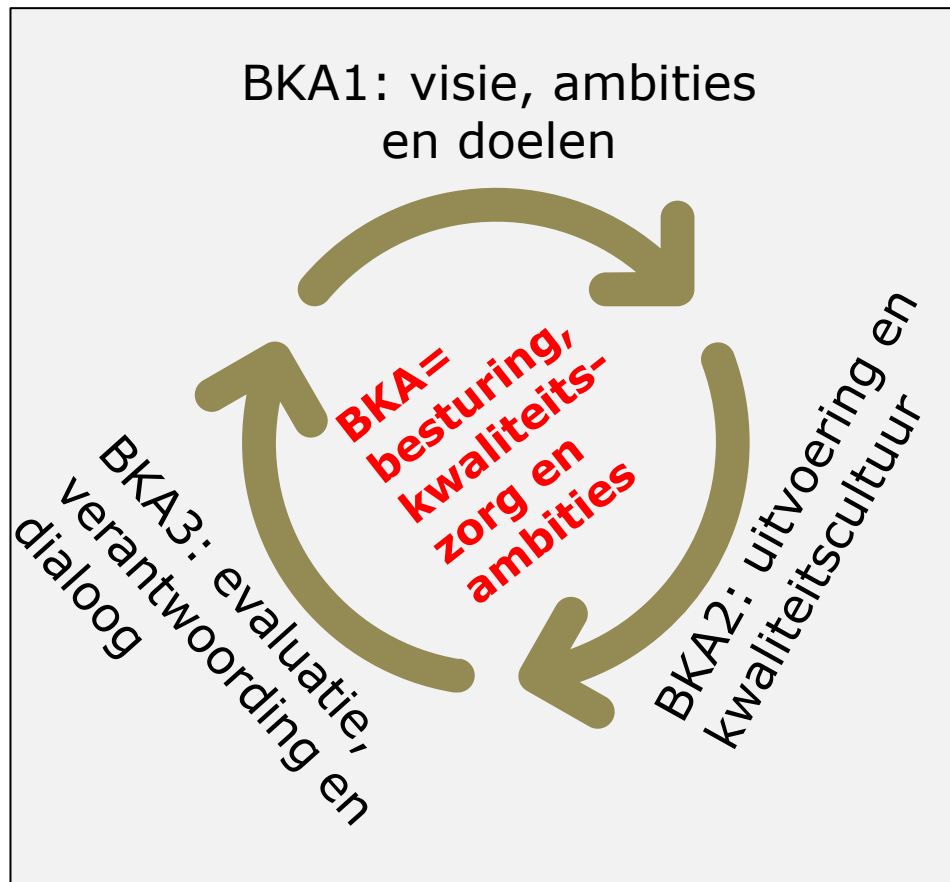 BKA1: visie, ambities
en doelen
BKA=
besturing,
kwaliteits-
zorg en
ambities
BKA2: uitvoering en
kwaliteitscultuur
BKA3: evaluatie,
verantwoording en
dialoog